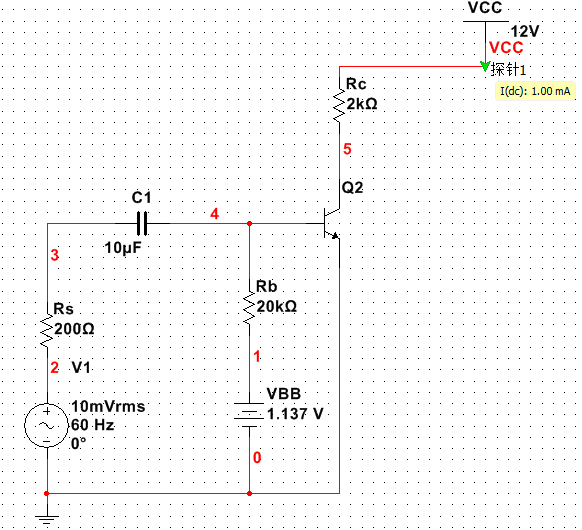 VCC
12V
VCC
探针1
I(dc): 1.00 mA
Rc
2kΩ
5
Q2
C1
4
10µF
3
Rb
20kΩ
Rs
200Ω
1
2
V1
VBB
1.137 V
10mVrms
60 Hz
0°
0